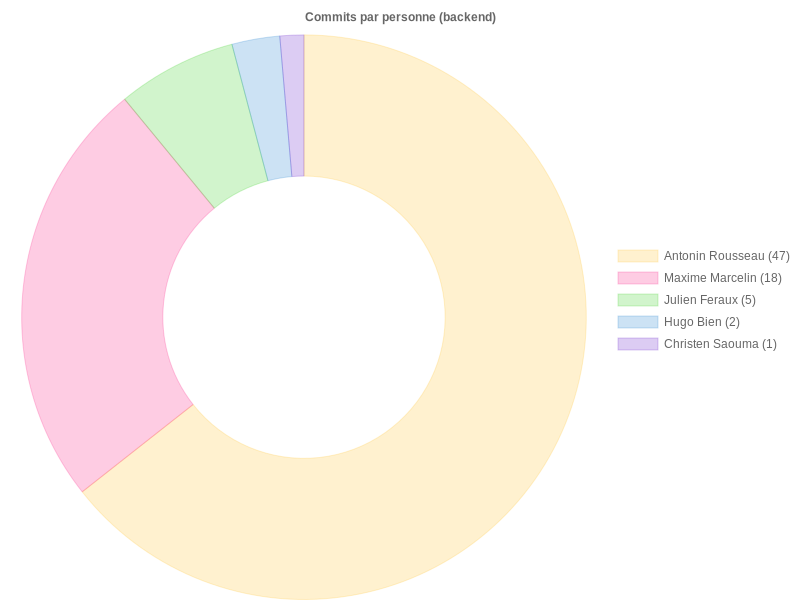 Commits par personne (backend)
Antonin Rousseau (47)
Maxime Marcelin (18)
Julien Feraux (5)
Hugo Bien (2)
Christen Saouma (1)